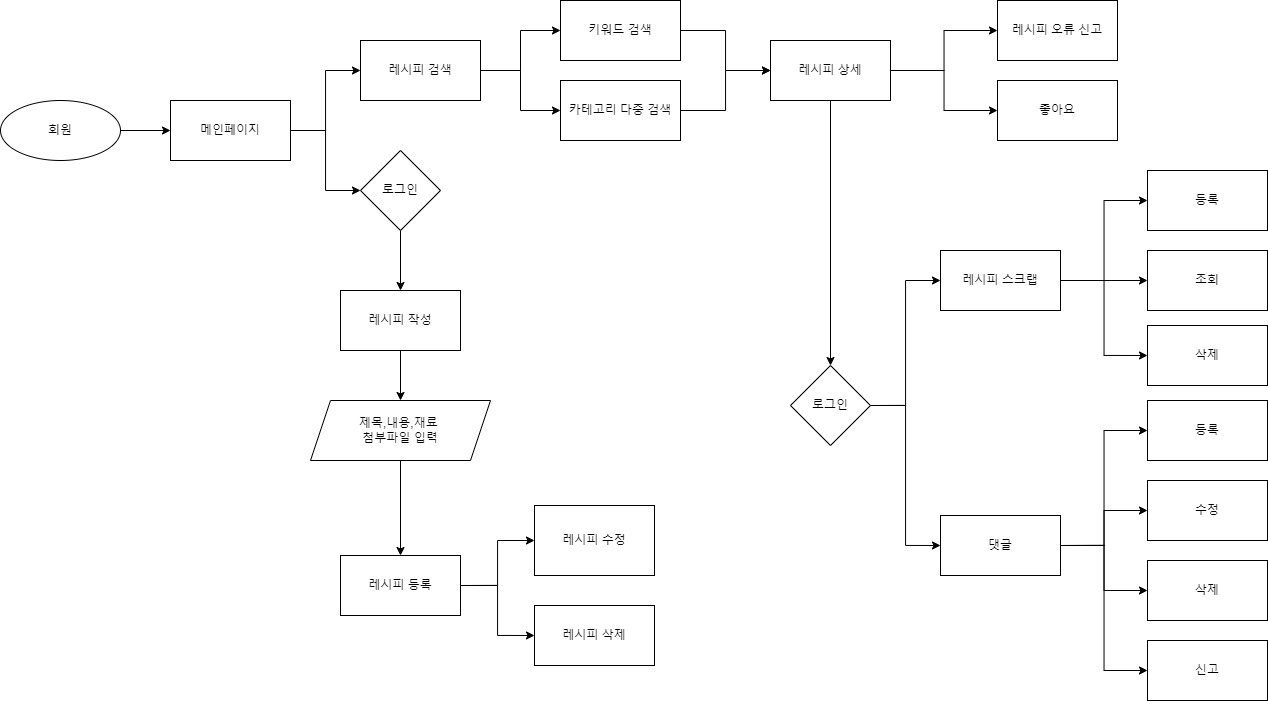 회원
메인페이지
레시피 검색
키워드 검색
카테고리 다중 검색
레시피 상세
레시피 오류 신고
좋아요
로그인
레시피 작성
제목,내용,재료
첨부파일 입력
레시피 등록
레시피 수정
레시피 삭제
로그인
레시피 스크랩
등록
조회
삭제
댓글
등록
수정
삭제
신고